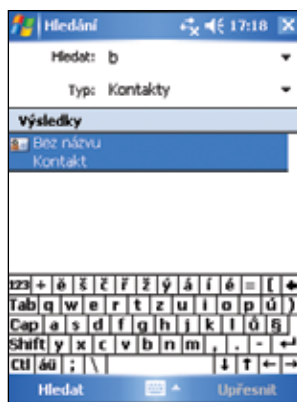 Hledání 17:18
Hledat: b
Typ: Kontakty
Výsledky
Bez názvu
Kontakt
123 + ě š č ř ž ý á í é = [
Tab q w e r t z u i o p ú )
Cap a s d f g h j k l ů §
Shift y x c v b n m , . -
Ctl áü ; \
Hledat Upřesnit